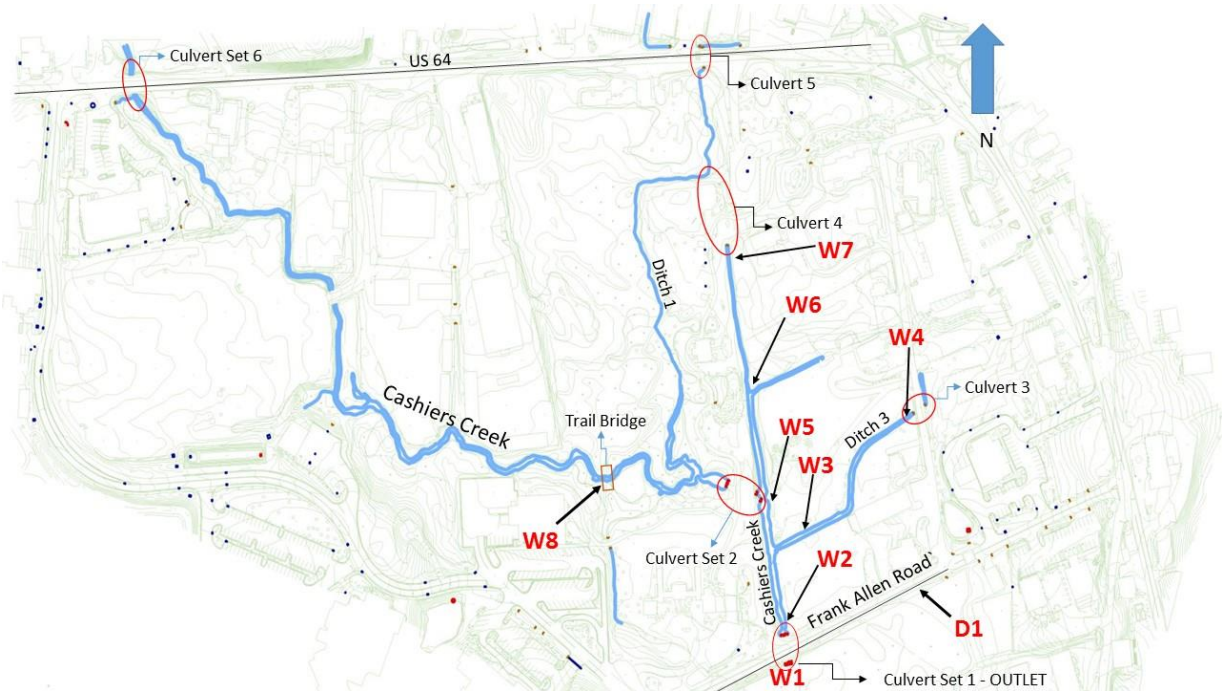 Culvert Set 6
US 64
Culvert 5
N
Culvert 4
W7
Ditch 1
W6
W4
Culvert 3
Cashiers Creek
Trail Bridge
W5
Ditch 3
W3
W8
Culvert Set 2
Cashiers Creek
W2
Frank Allen Road`
D1
W1
Culvert Set 1 - OUTLET